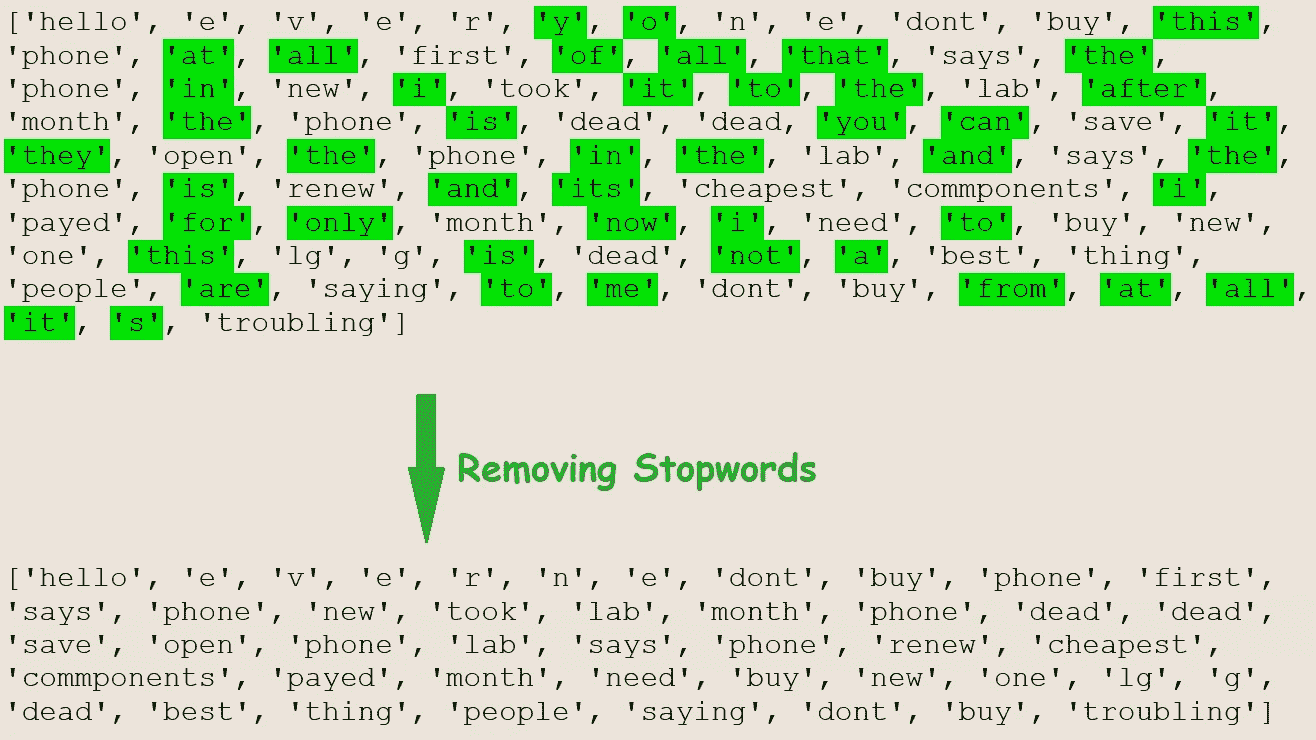 ['hello', 'e', 'v', 'e', 'r', 'y', 'o', 'n', 'e', 'dont', 'buy', 'this',
'phone', 'at', 'all', 'first', 'of', 'all', 'that', 'says', 'the',
'phone', 'in', 'new', 'i', 'took', 'it', 'to', 'the', 'lab', 'after',
'month', 'the', 'phone', 'is', 'dead', 'dead, 'you', 'can', 'save', 'it',
'they', 'open', 'the', 'phone', 'in', 'the', 'lab', 'and', 'says', 'the',
'phone', 'is', 'renew', 'and', 'its', 'cheapest', 'commponents', 'i',
'payed', 'for', 'only', 'month', 'now', 'i', 'need', 'to', 'buy', 'new',
'one', 'this', 'lg', 'g', 'is', 'dead', 'not', 'a', 'best', 'thing',
'people', 'are', 'saying', 'to', 'me', 'dont', 'buy', 'from', 'at', 'all',
'it', 's', 'troubling']
Removing Stopwords
['hello', 'e', 'v', 'e', 'r', 'n', 'e', 'dont', 'buy', 'phone', 'first',
'says', 'phone', 'new', 'took', 'lab', 'month', 'phone', 'dead', 'dead',
'save', 'open', 'phone', 'lab', 'says', 'phone', 'renew', 'cheapest',
'commponents', 'payed', 'month', 'need', 'buy', 'new', 'one', 'lg', 'g',
'dead', 'best', 'thing', 'people', 'saying', 'dont', 'buy', 'troubling']